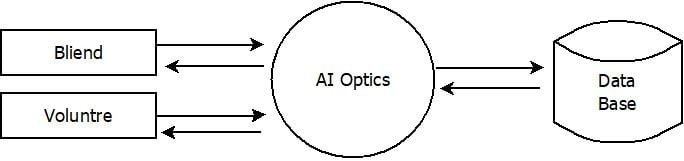 Bliend
Voluntre
AI Optics
Data
Base